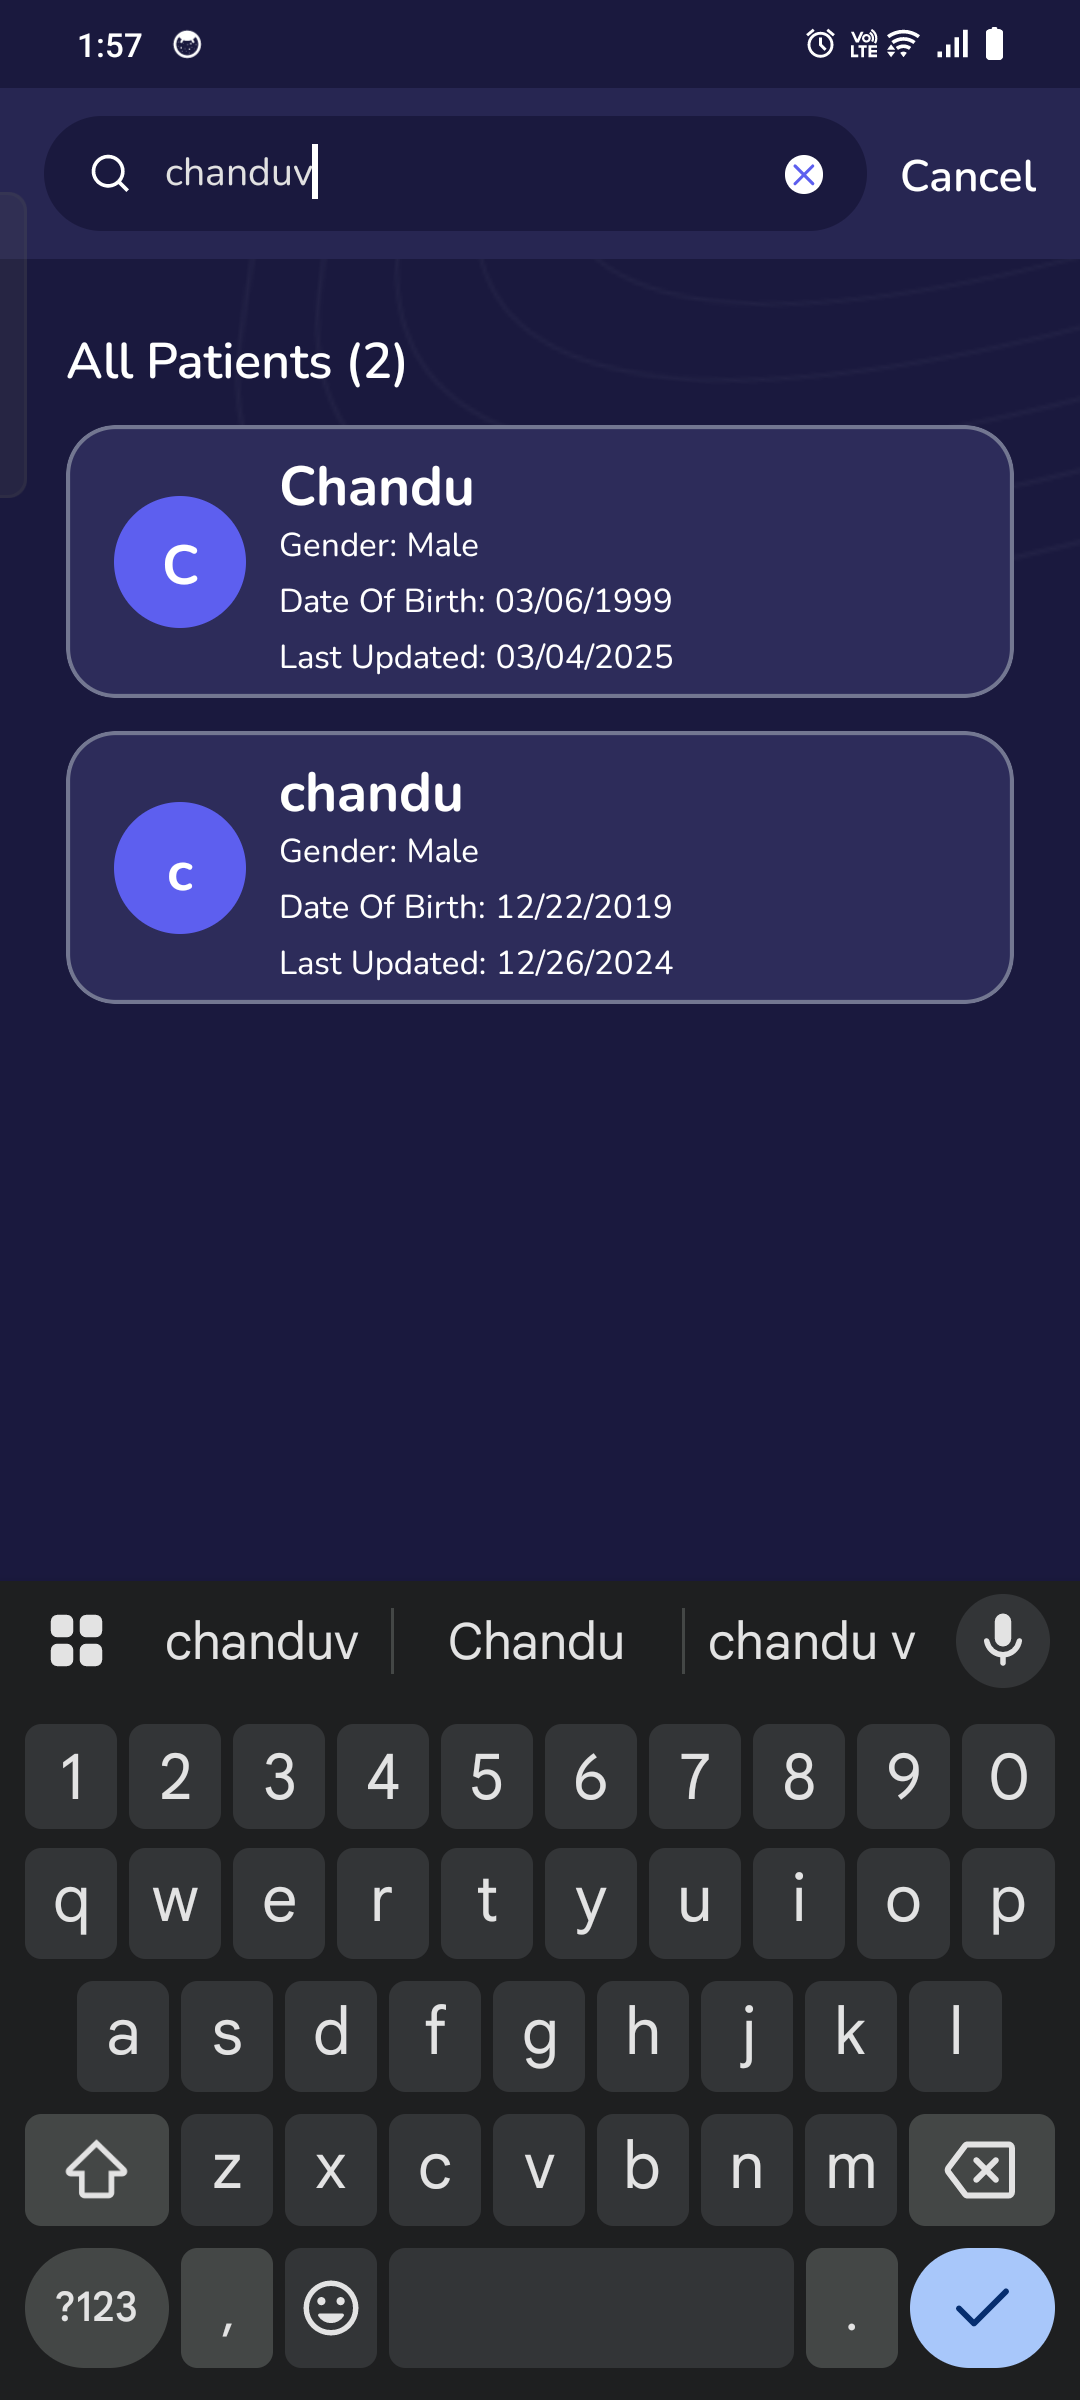 1:57
Vo)) LTE
chanduv
Cancel
All Patients (2)
C
Chandu
Gender: Male
Date Of Birth: 03/06/1999
Last Updated: 03/04/2025
c
chandu
Gender: Male
Date Of Birth: 12/22/2019
Last Updated: 12/26/2024
chanduv Chandu chandu v
1 2 3 4 5 6 7 8 9 0
q w e r t y u i o p
a s d f g h j k l
z x c v b n m
?123 , .